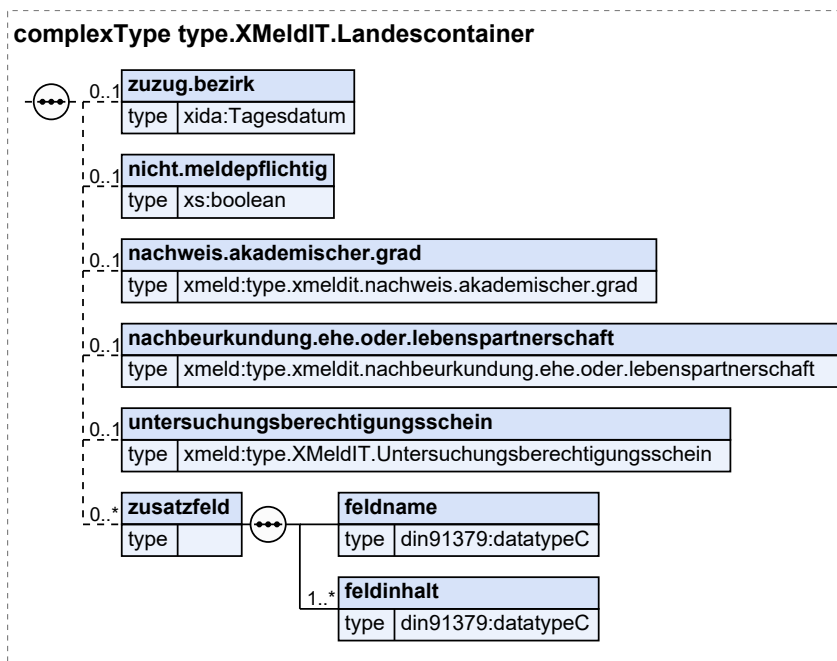 complexType type.XMeldIT.Landescontainer
0..1 zuzug.bezirk
type xida:Tagesdatum
0..1 nicht.meldepflichtig
type xs:boolean
0..1 nachweis.akademischer.grad
type xmeld:type.xmeldit.nachweis.akademischer.grad
0..1 nachbeurkundung.ehe.oder.lebenspartnerschaft
type xmeld:type.xmeldit.nachbeurkundung.ehe.oder.lebenspartnerschaft
0..1 untersuchungsberechtigungsschein
type xmeld:type.XMeldIT.Untersuchungsberechtigungsschein
0..* zusatzfeld
type
feldname
type din91379:datatypeC
1..* feldinhalt
type din91379:datatypeC